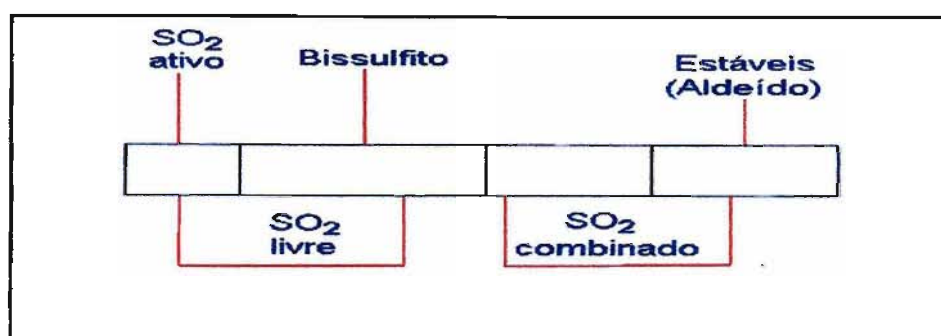 SO2
ativo
Bissulfito
Estáveis
(Aldeído)
SO2
livre
SO2
combinado